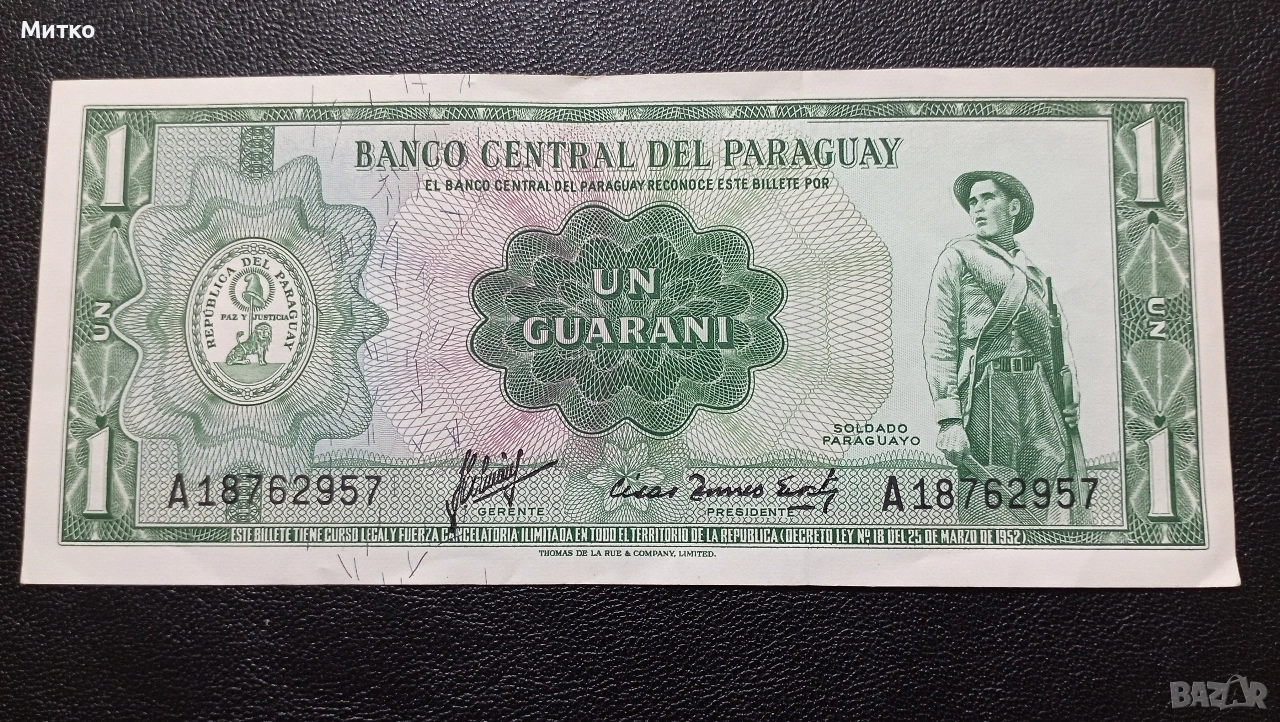 Митко
1
1
BANCO CENTRAL DEL PARAGUAY
EL BANCO CENTRAL DEL PARAGUAY RECONOCE ESTE BILLETE POR
REPÚBLICA DEL PARAGUAY
PAZ Y JUSTICIA
UN
GUARANI
UN
UN
SOLDADO
PARAGUAYO
1
1
A18762957
A18762957
GERENTE
PRESIDENTE
ESTE BILLETE TIENE CURSO LEGAL Y FUERZA CANCELATORIA ILIMITADA EN TODO EL TERRITORIO DE LA REPUBLICA (DECRETO LEY Nº 18 DEL 25 DE MARZO DE 1952)
THOMAS DE LA RUE & COMPANY, LIMITED.
BAZAR